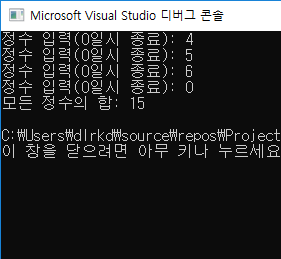 Microsoft Visual Studio 디버그 콘솔
정수 입력(0일시 종료): 4
정수 입력(0일시 종료): 5
정수 입력(0일시 종료): 6
정수 입력(0일시 종료): 0
모든 정수의 합: 15
C:₩Users₩dlrkd₩source₩repos₩Project
이 창을 닫으려면 아무 키나 누르세요